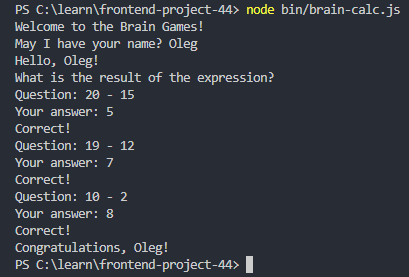 PS C:\learn\frontend-project-44> node bin/brain-calc.js
Welcome to the Brain Games!
May I have your name? Oleg
Hello, Oleg!
What is the result of the expression?
Question: 20 - 15
Your answer: 5
Correct!
Question: 19 - 12
Your answer: 7
Correct!
Question: 10 - 2
Your answer: 8
Correct!
Congratulations, Oleg!
PS C:\learn\frontend-project-44>